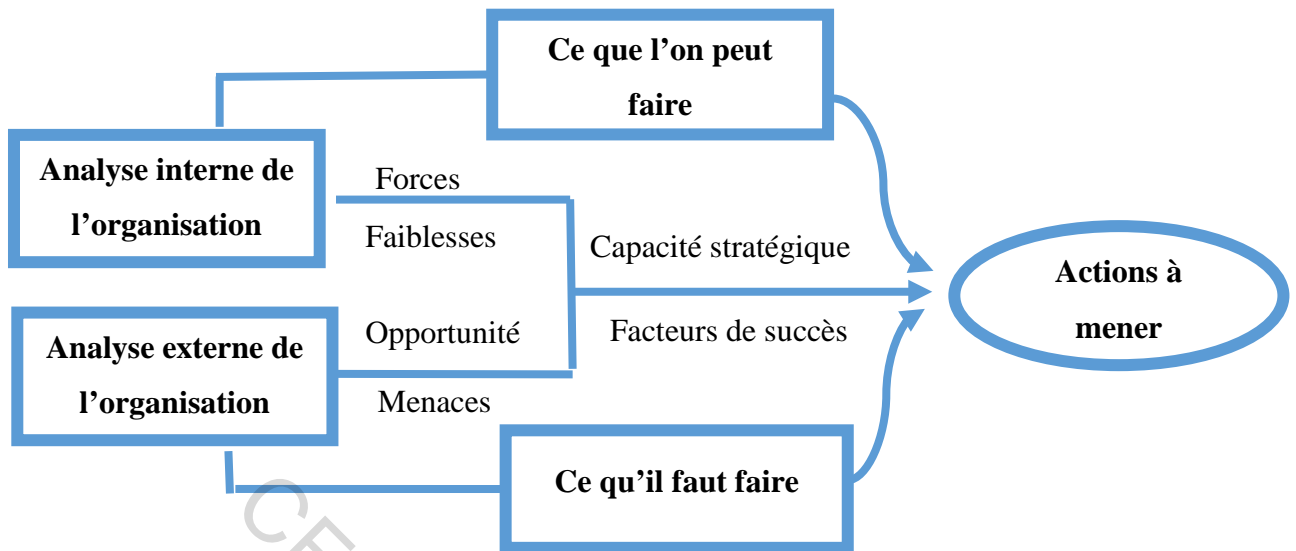 Ce que l’on peut
faire
Analyse interne de
l’organisation
Forces
Faiblesses
Capacité stratégique
Actions à
mener
Opportunité
Facteurs de succès
Analyse externe de
l’organisation
Menaces
Ce qu’il faut faire